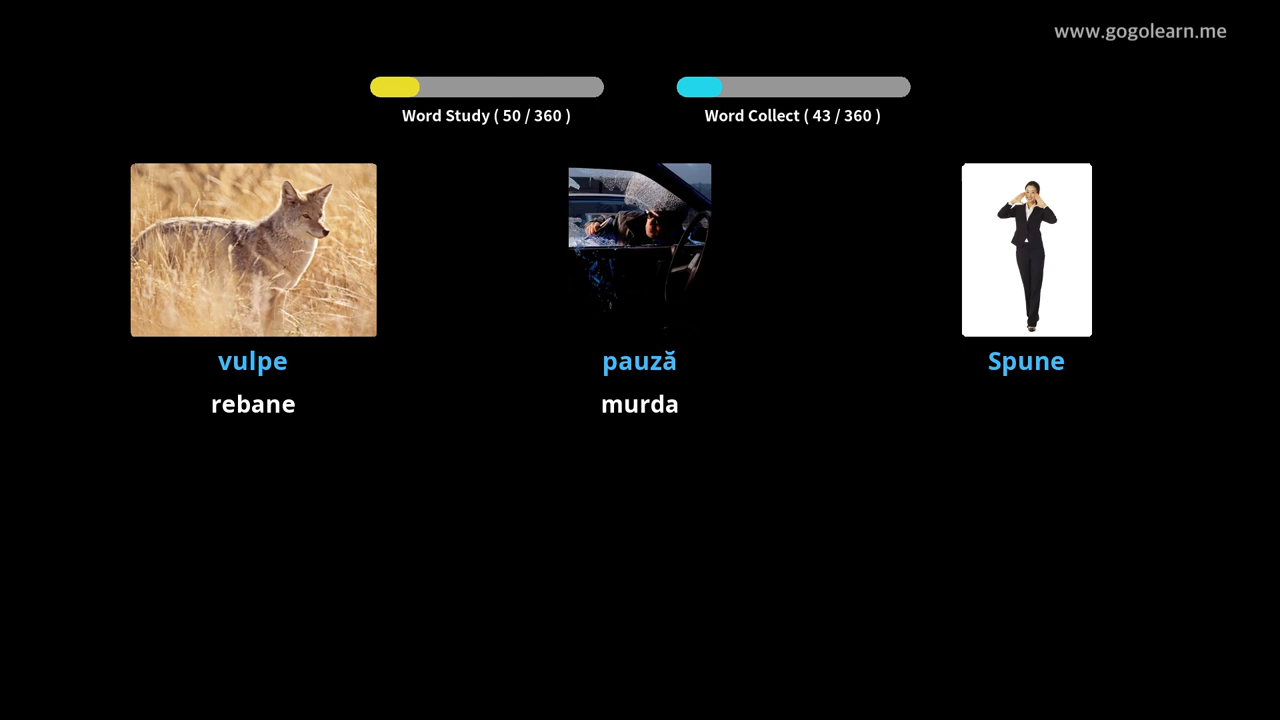 www.gogolearn.me
Word Study ( 50 / 360 )
Word Collect ( 43 / 360 )
vulpe
pauză
Spune
rebane
murda